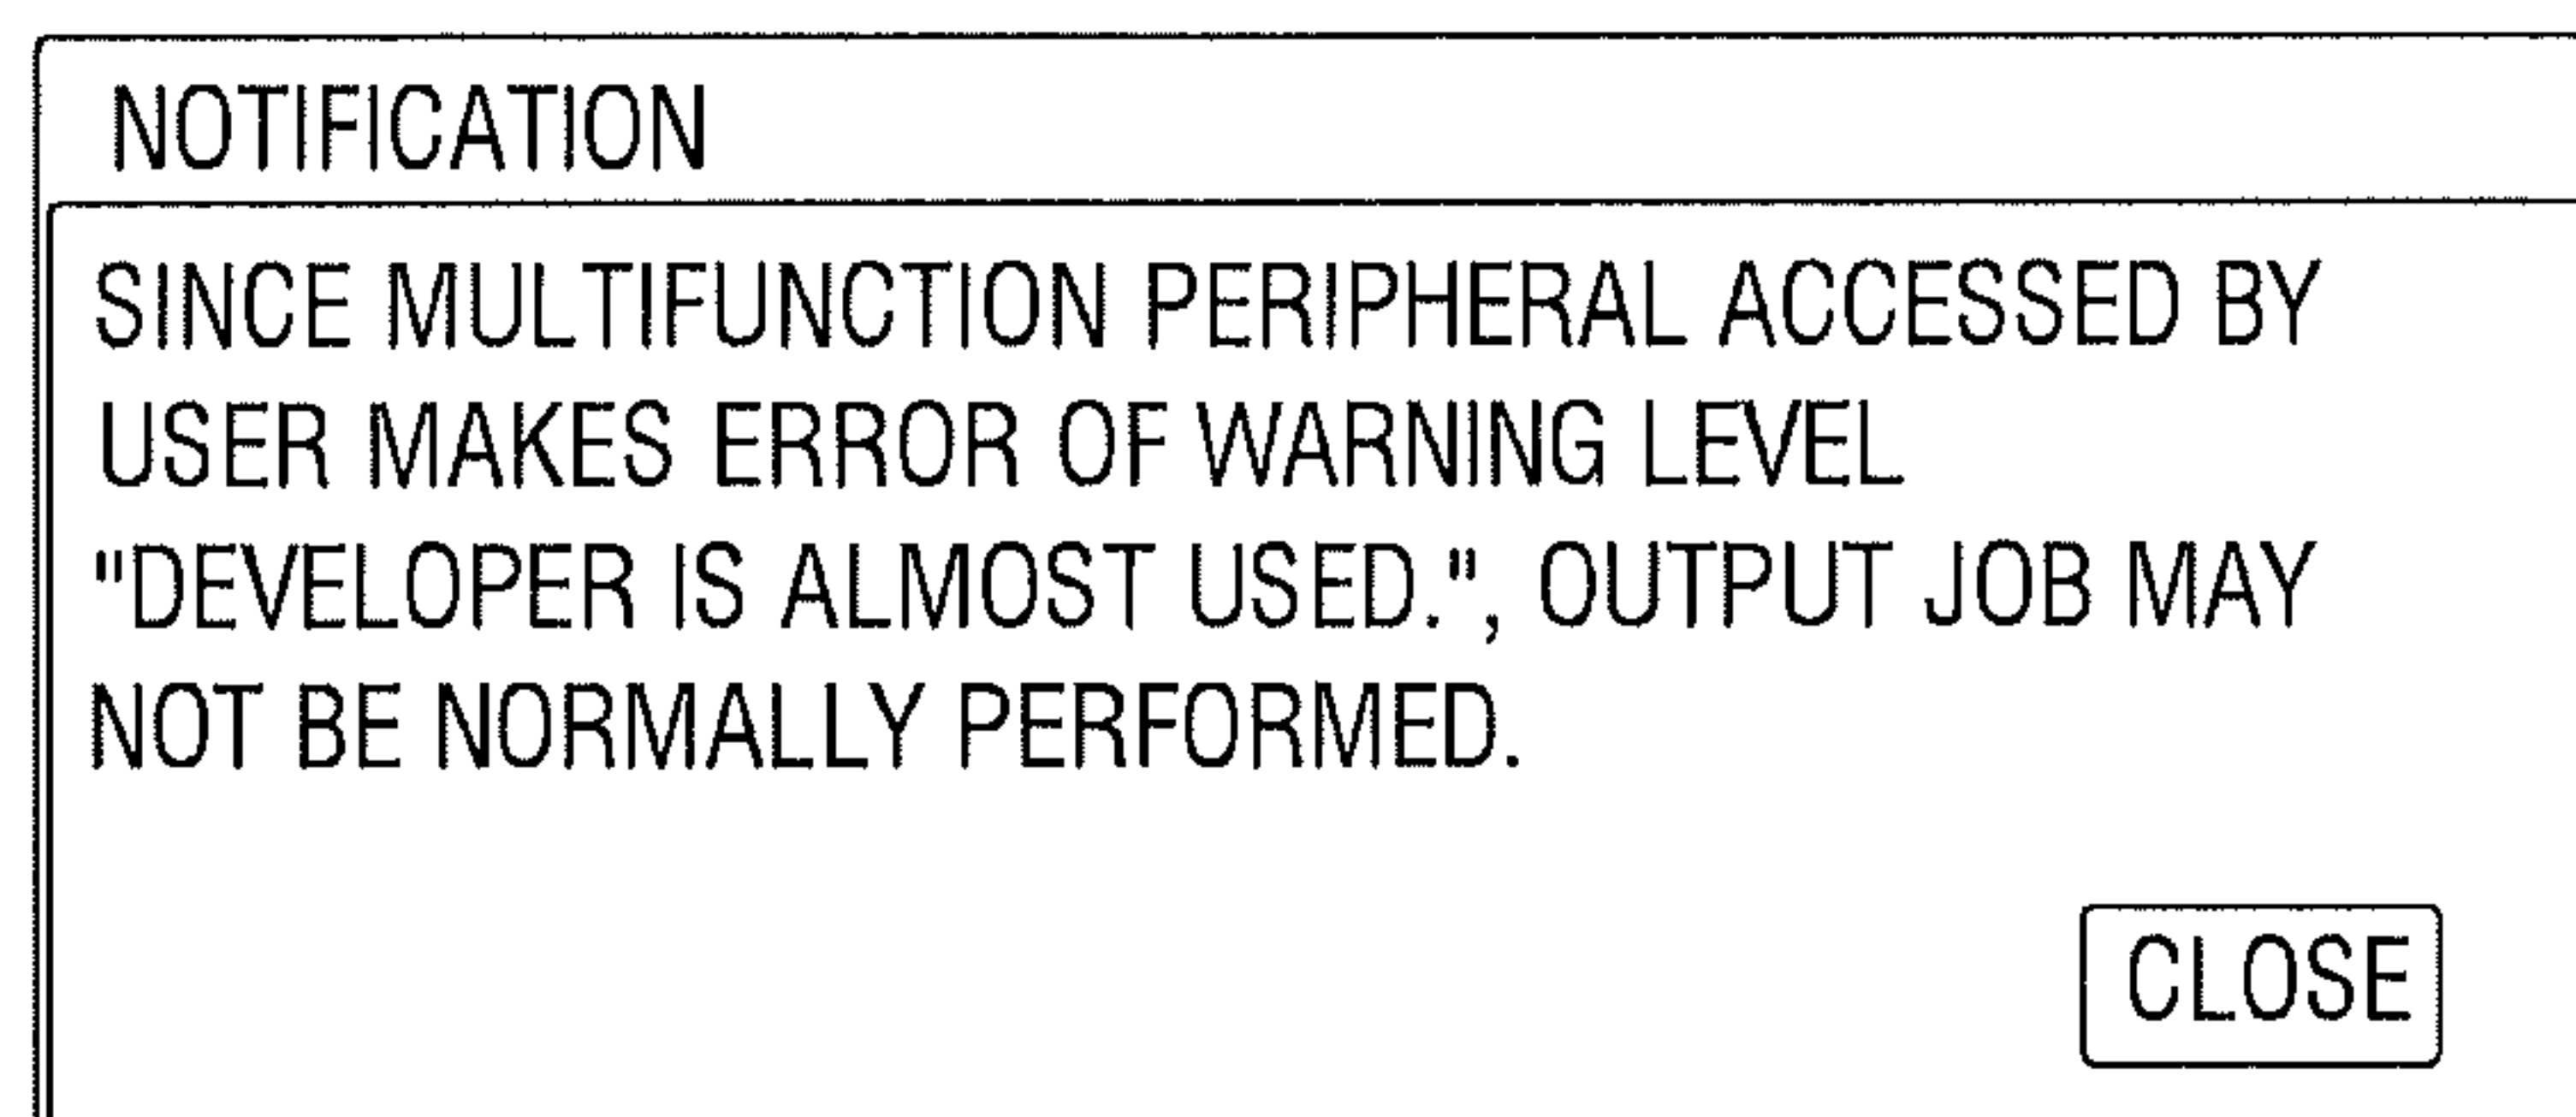 NOTIFICATION
SINCE MULTIFUNCTION PERIPHERAL ACCESSED BY
USER MAKES ERROR OF WARNING LEVEL
"DEVELOPER IS ALMOST USED.", OUTPUT JOB MAY
NOT BE NORMALLY PERFORMED.
CLOSE